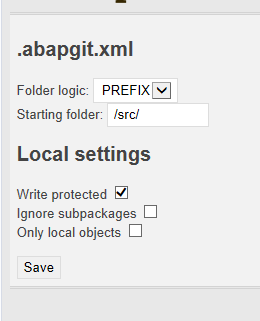 .abapgit.xml
Folder logic: PREFIX
Starting folder: /src/
Local settings
Write protected
Ignore subpackages
Only local objects
Save